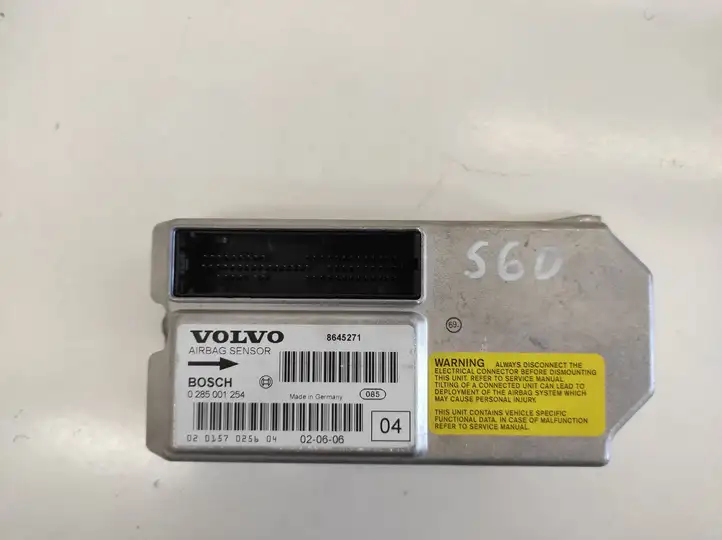 S60
69.
VOLVO
8645271
AIRBAG SENSOR
BOSCH
0 285 001 254
Made in Germany
085
02 0157 0256 04
02-06-06
04
WARNING ALWAYS DISCONNECT THE
ELECTRICAL CONNECTOR BEFORE DISMOUNTING
THIS UNIT. REFER TO SERVICE MANUAL.
TILTING OF A CONNECTED UNIT CAN LEAD TO
DEPLOYMENT OF THE AIRBAG SYSTEM WHICH
MAY CAUSE PERSONAL INJURY.
THIS UNIT CONTAINS VEHICLE SPECIFIC
FUNCTIONAL DATA. IN CASE OF MALFUNCTION
REFER TO SERVICE MANUAL.